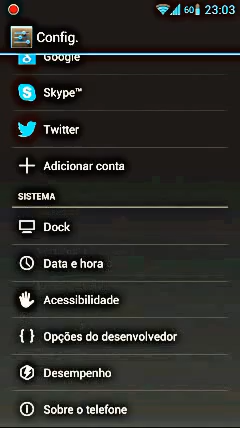 60 23:03
Config.
Google
Skype™
Twitter
Adicionar conta
SISTEMA
Dock
Data e hora
Acessibilidade
{ } Opções do desenvolvedor
Desempenho
Sobre o telefone